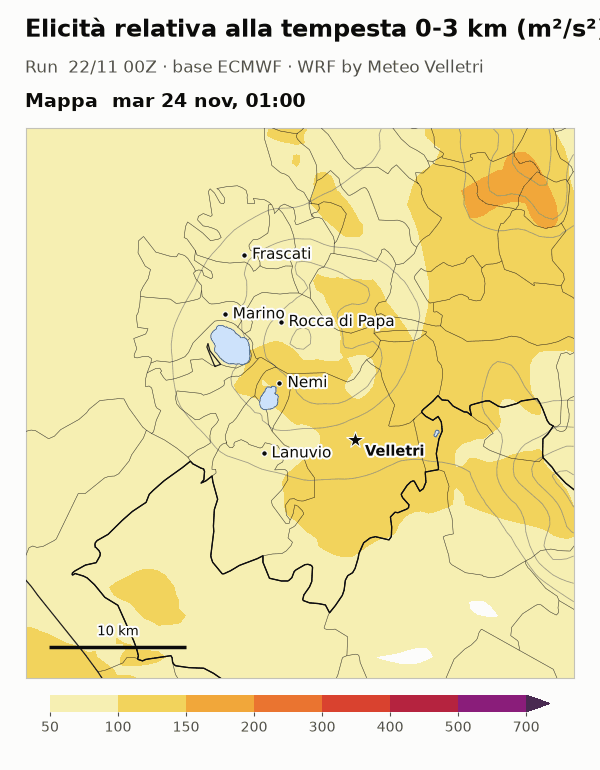 Elicità relativa alla tempesta 0-3 km (m²/s²)
Run  22/11 00Z · base ECMWF · WRF by Meteo Velletri
Mappa  mar 24 nov, 01:00
Frascati
Marino
Rocca di Papa
Nemi
Lanuvio
Velletri
10 km
50 100 150 200 300 400 500 700